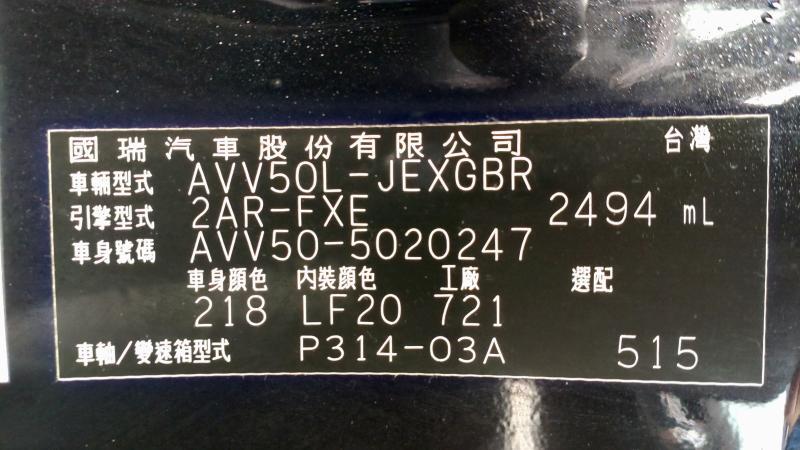 國瑞汽車股份有限公司 台灣
車輛型式 AVV50L-JEXGBR
引擎型式 2AR-FXE 2494 mL
車身號碼 AVV50-5020247
車身顏色 內裝顏色 工廠 選配
218 LF20 721
車軸/變速箱型式 P314-03A 515